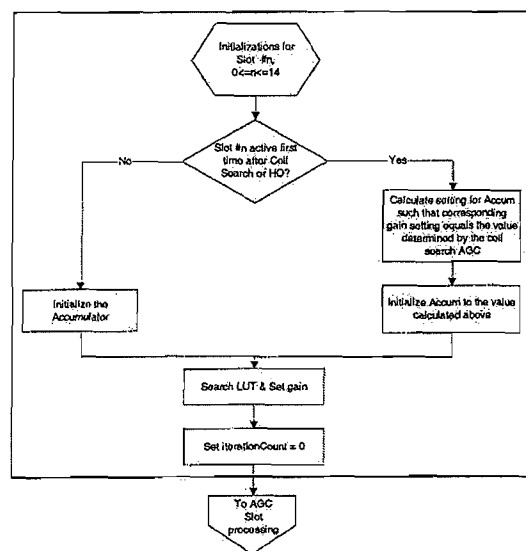 Initializations for
Slot #n,
0<=n<=14
Slot #n active first
time after Cell
Search or HO?
No
Yes
Calculate setting for Accum
such that corresponding
gain setting equals the value
determined by the cell
search AGC
Initialize the
Accumulator
Initialize Accum to the value
calculated above
Search LUT & Set gain
Set iterationCount = 0
To AGC
Slot
processing